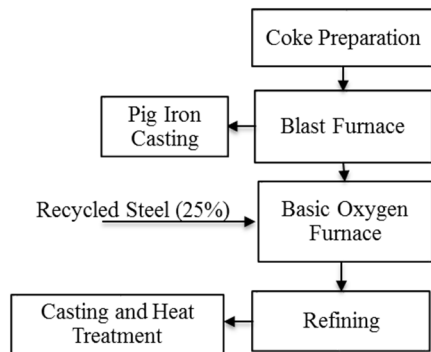 Coke Preparation
Pig Iron
Casting
Blast Furnace
Recycled Steel (25%)
Basic Oxygen
Furnace
Casting and Heat
Treatment
Refining